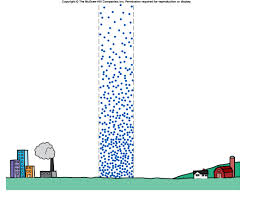 Copyright © The McGraw-Hill Companies, Inc. Permission required for reproduction or display.